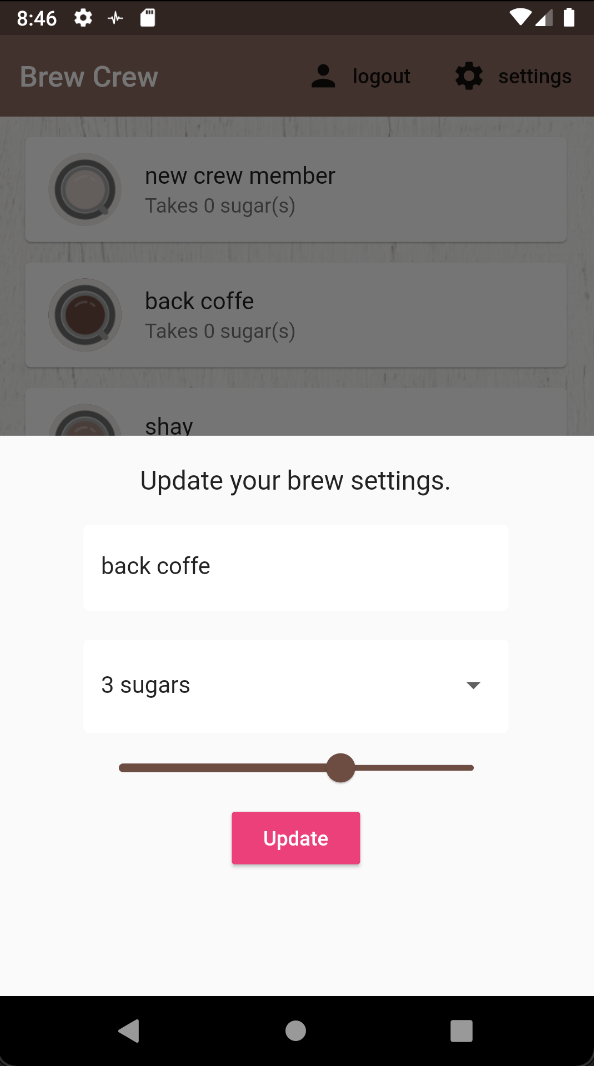 8:46
Brew Crew
logout
settings
new crew member
Takes 0 sugar(s)
back coffe
Takes 0 sugar(s)
shay
Update your brew settings.
back coffe
3 sugars
Update